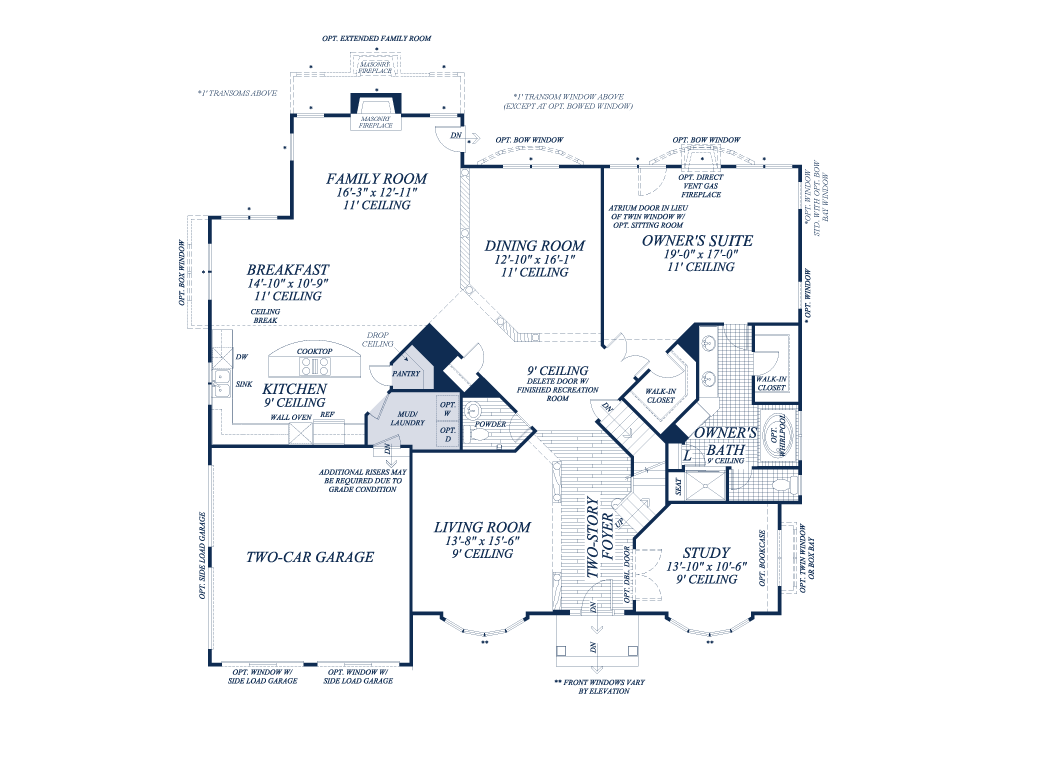 OPT. EXTENDED FAMILY ROOM
MASONRY
FIREPLACE
*1' TRANSOMS ABOVE
*1' TRANSOM WINDOW ABOVE
(EXCEPT AT OPT. BOWED WINDOW)
MASONRY
FIREPLACE
DN
OPT. BOW WINDOW
OPT. BOW WINDOW
FAMILY ROOM
16'-3" x 12'-11"
11' CEILING
OPT. DIRECT
VENT GAS
FIREPLACE
*OPT. WINDOW
STD. WITH OPT. BOW
BAY WINDOW
ATRIUM DOOR IN LIEU
OF TWIN WINDOW W/
OPT. SITTING ROOM
DINING ROOM
12'-10" x 16'-1"
11' CEILING
OWNER'S SUITE
19'-0" x 17'-0"
11' CEILING
OPT. BOX WINDOW
BREAKFAST
14'-10" x 10'-9"
11' CEILING
* OPT. WINDOW
CEILING
BREAK
DROP
CEILING
DW
COOKTOP
SINK
KITCHEN
9' CEILING
PANTRY
9' CEILING
DELETE DOOR W/
FINISHED RECREATION
ROOM
WALK-IN
CLOSET
WALK-IN
CLOSET
WALL OVEN
REF
MUD/
LAUNDRY
OPT.
W
OPT.
D
POWDER
DN
DN
OWNER'S
BATH
9' CEILING
OPT.
WHIRLPOOL
L
SEAT
ADDITIONAL RISERS MAY
BE REQUIRED DUE TO
GRADE CONDITION
OPT. SIDE LOAD GARAGE
TWO-CAR GARAGE
LIVING ROOM
13'-8" x 15'-6"
9' CEILING
TWO-STORY
FOYER
UP
OPT. DBL. DOOR
STUDY
13'-10" x 10'-6"
9' CEILING
OPT. BOOKCASE
OPT. TWIN WINDOW
OR BOX BAY
DN
DN
**
**
OPT. WINDOW W/
SIDE LOAD GARAGE
OPT. WINDOW W/
SIDE LOAD GARAGE
** FRONT WINDOWS VARY
BY ELEVATION